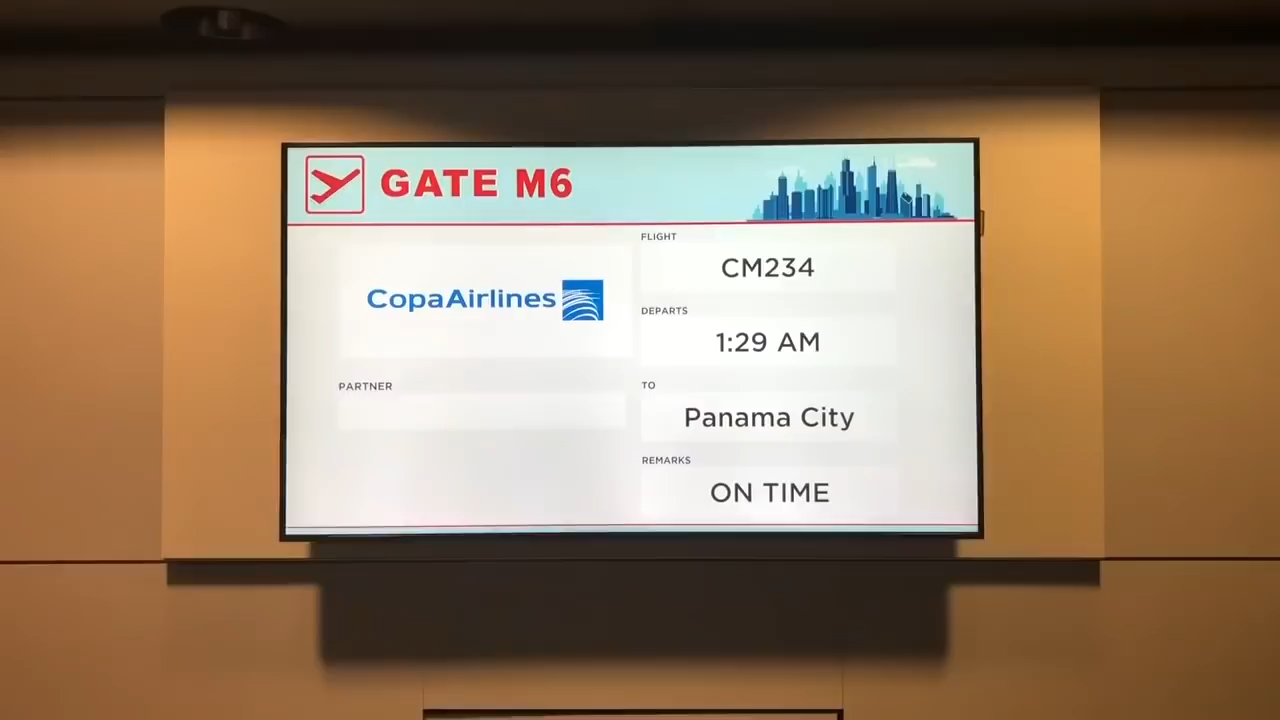 GATE M6
CopaAirlines
PARTNER
FLIGHT
CM234
DEPARTS
1:29 AM
TO
Panama City
REMARKS
ON TIME